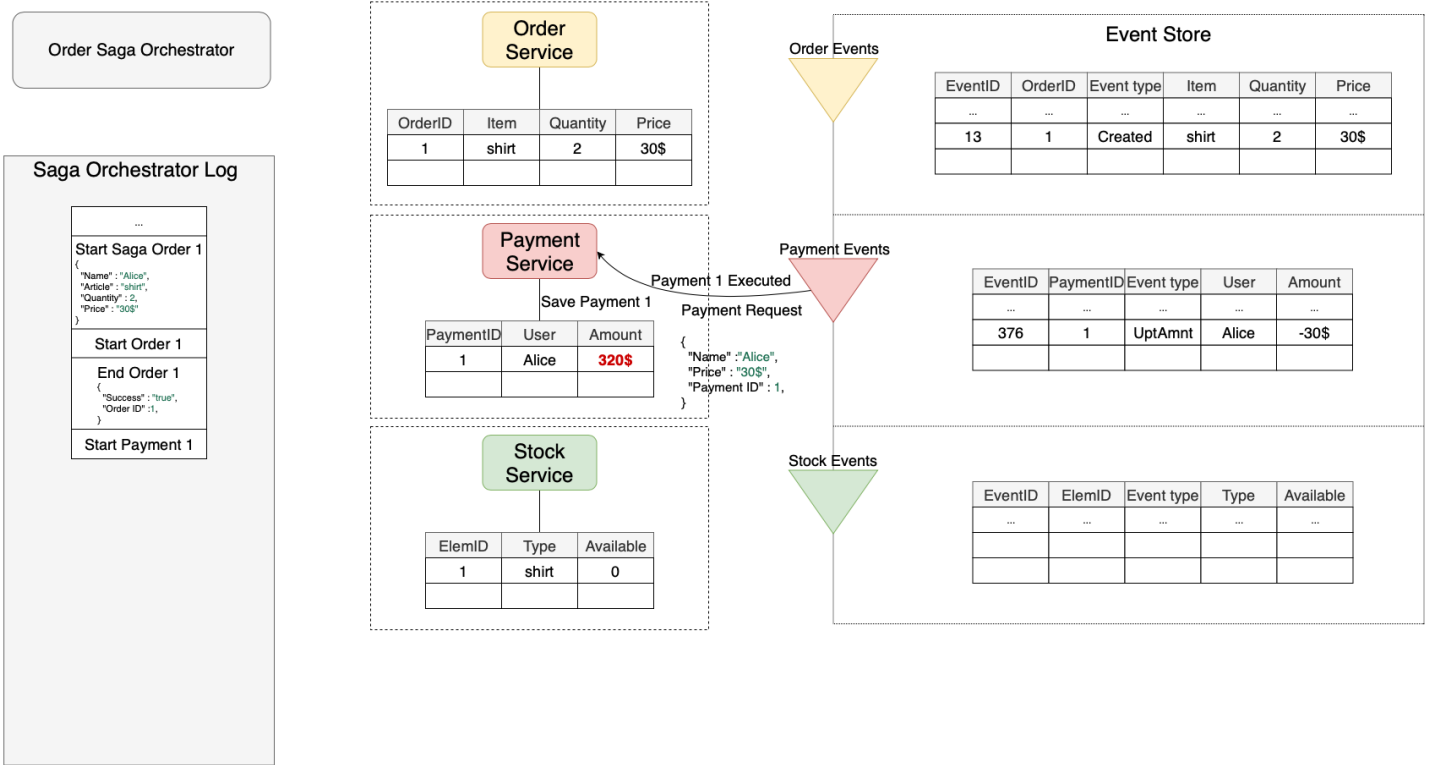 Order Saga Orchestrator
Saga Orchestrator Log
...
Start Saga Order 1
{
"Name" : "Alice",
"Article" : "shirt",
"Quantity" : 2,
"Price" : "30$"
}
Start Order 1
End Order 1
{
"Success" : "true",
"Order ID" :1,
}
Start Payment 1
Order
Service
OrderID Item Quantity Price
1 shirt 2 30$
Payment
Service
Save Payment 1
PaymentID User Amount
1 Alice 320$
Payment 1 Executed
Payment Request
{
"Name" :"Alice",
"Price" : "30$",
"Payment ID" : 1,
}
Stock
Service
ElemID Type Available
1 shirt 0
Order Events
Payment Events
Stock Events
Event Store
EventID OrderID Event type Item Quantity Price
... ... ... ... ... ...
13 1 Created shirt 2 30$
EventID PaymentID Event type User Amount
... ... ... ... ...
376 1 UptAmnt Alice -30$
EventID ElemID Event type Type Available
... ... ... ... ...